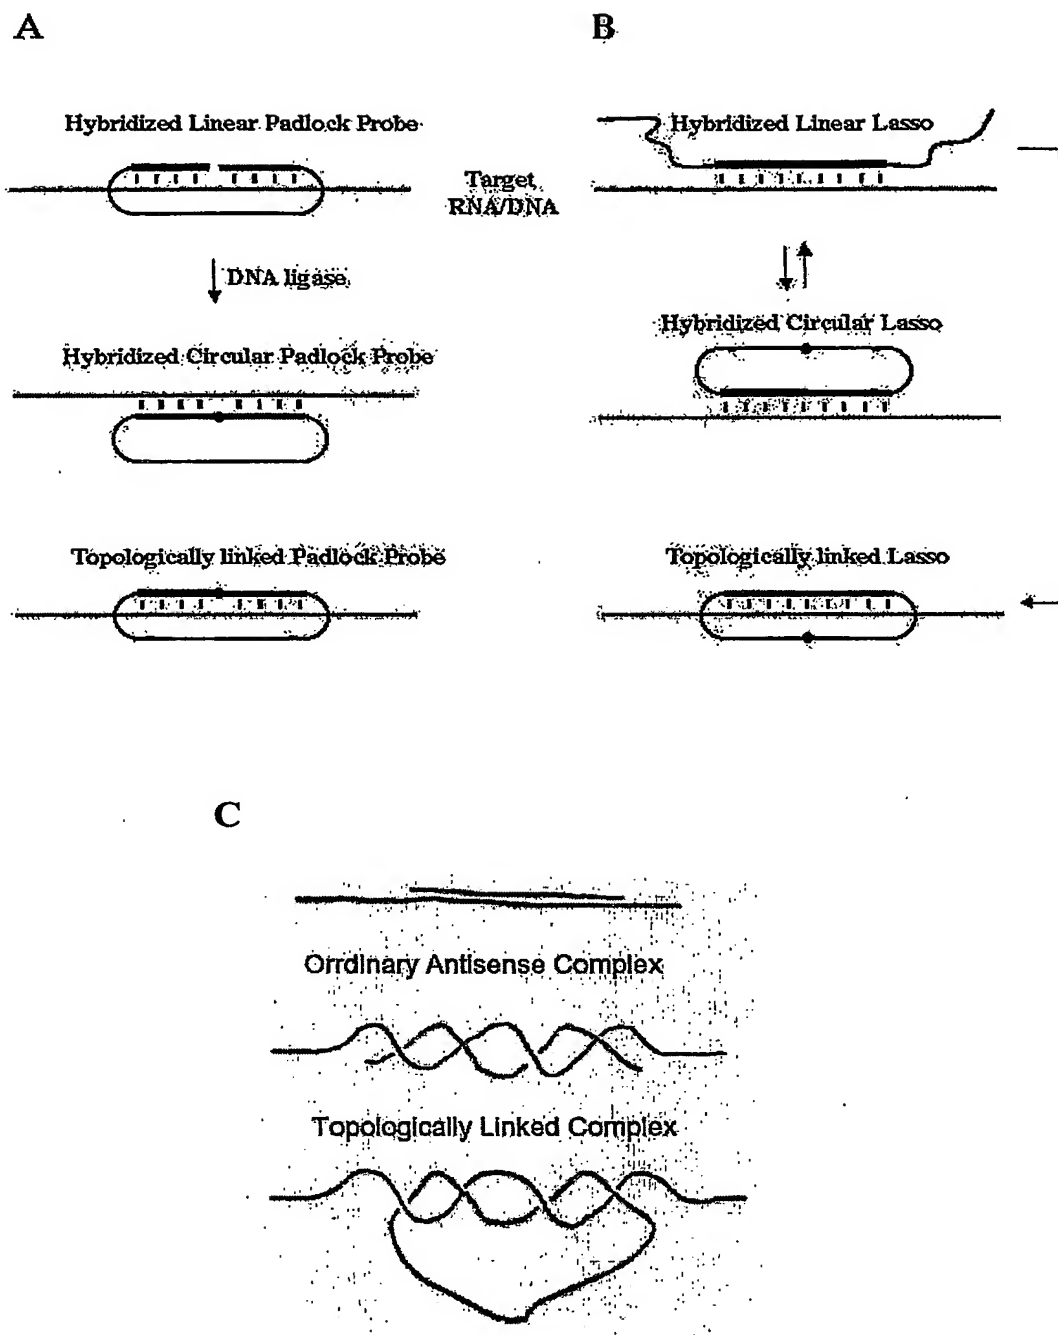 A
B
Hybridized Linear Padlock Probe
Hybridized Linear Lasso
Target
RNA/DNA
DNA ligase
Hybridized Circular Lasso
Hybridized Circular Padlock Probe
Topologically linked Padlock Probe
Topologically linked Lasso
C
Orrdinary Antisense Complex
Topologically Linked Complex